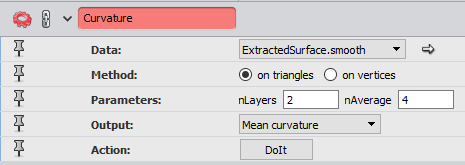 Curvature
Data: ExtractedSurface.smooth
Method: on triangles on vertices
Parameters: nLayers 2 nAverage 4
Output: Mean curvature
Action: DoIt